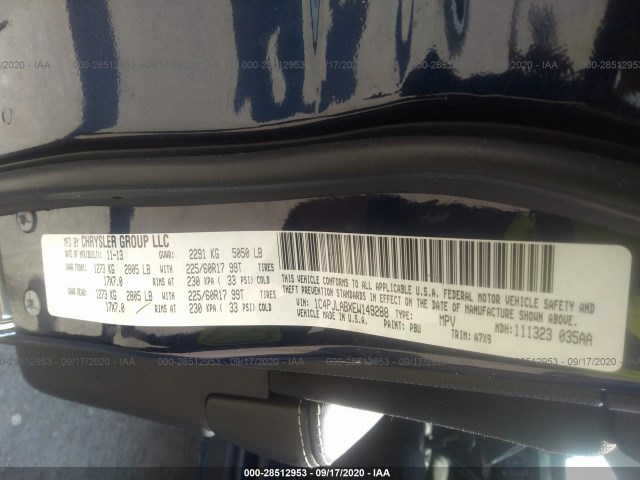 000-28512953 - 09/17/2020 - IAA
MFD BY CHRYSLER GROUP LLC
DATE OF MFR(BUILT): 11-13 GVWR: 2291 KG 5050 LB
GAWR FRONT: 1273 KG 2805 LB WITH 225/60R17 99T TIRES
17X7.0 RIMS AT 230 KPA ( 33 PSI) COLD
GAWR REAR: 1273 KG 2805 LB WITH 225/60R17 99T TIRES
17X7.0 RIMS AT 230 KPA ( 33 PSI) COLD
THIS VEHICLE CONFORMS TO ALL APPLICABLE U.S.A. FEDERAL MOTOR VEHICLE SAFETY AND
THEFT PREVENTION STANDARDS IN EFFECT ON THE DATE OF MANUFACTURE SHOWN ABOVE.
VIN: 1C4PJLABXEW149288 TYPE: MPV MDH: 111323 035AA
VEHICLE MADE IN U.S.A. PAINT: PBU TRIM: A7X9
000-28512953 - 09/17/2020 - IAA